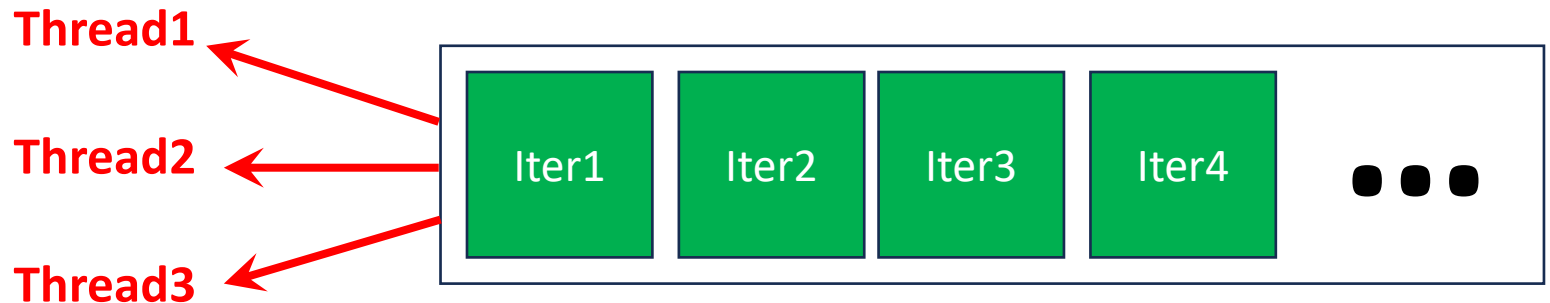 Thread1
Thread2
Thread3
Iter1 Iter2 Iter3 Iter4 ...